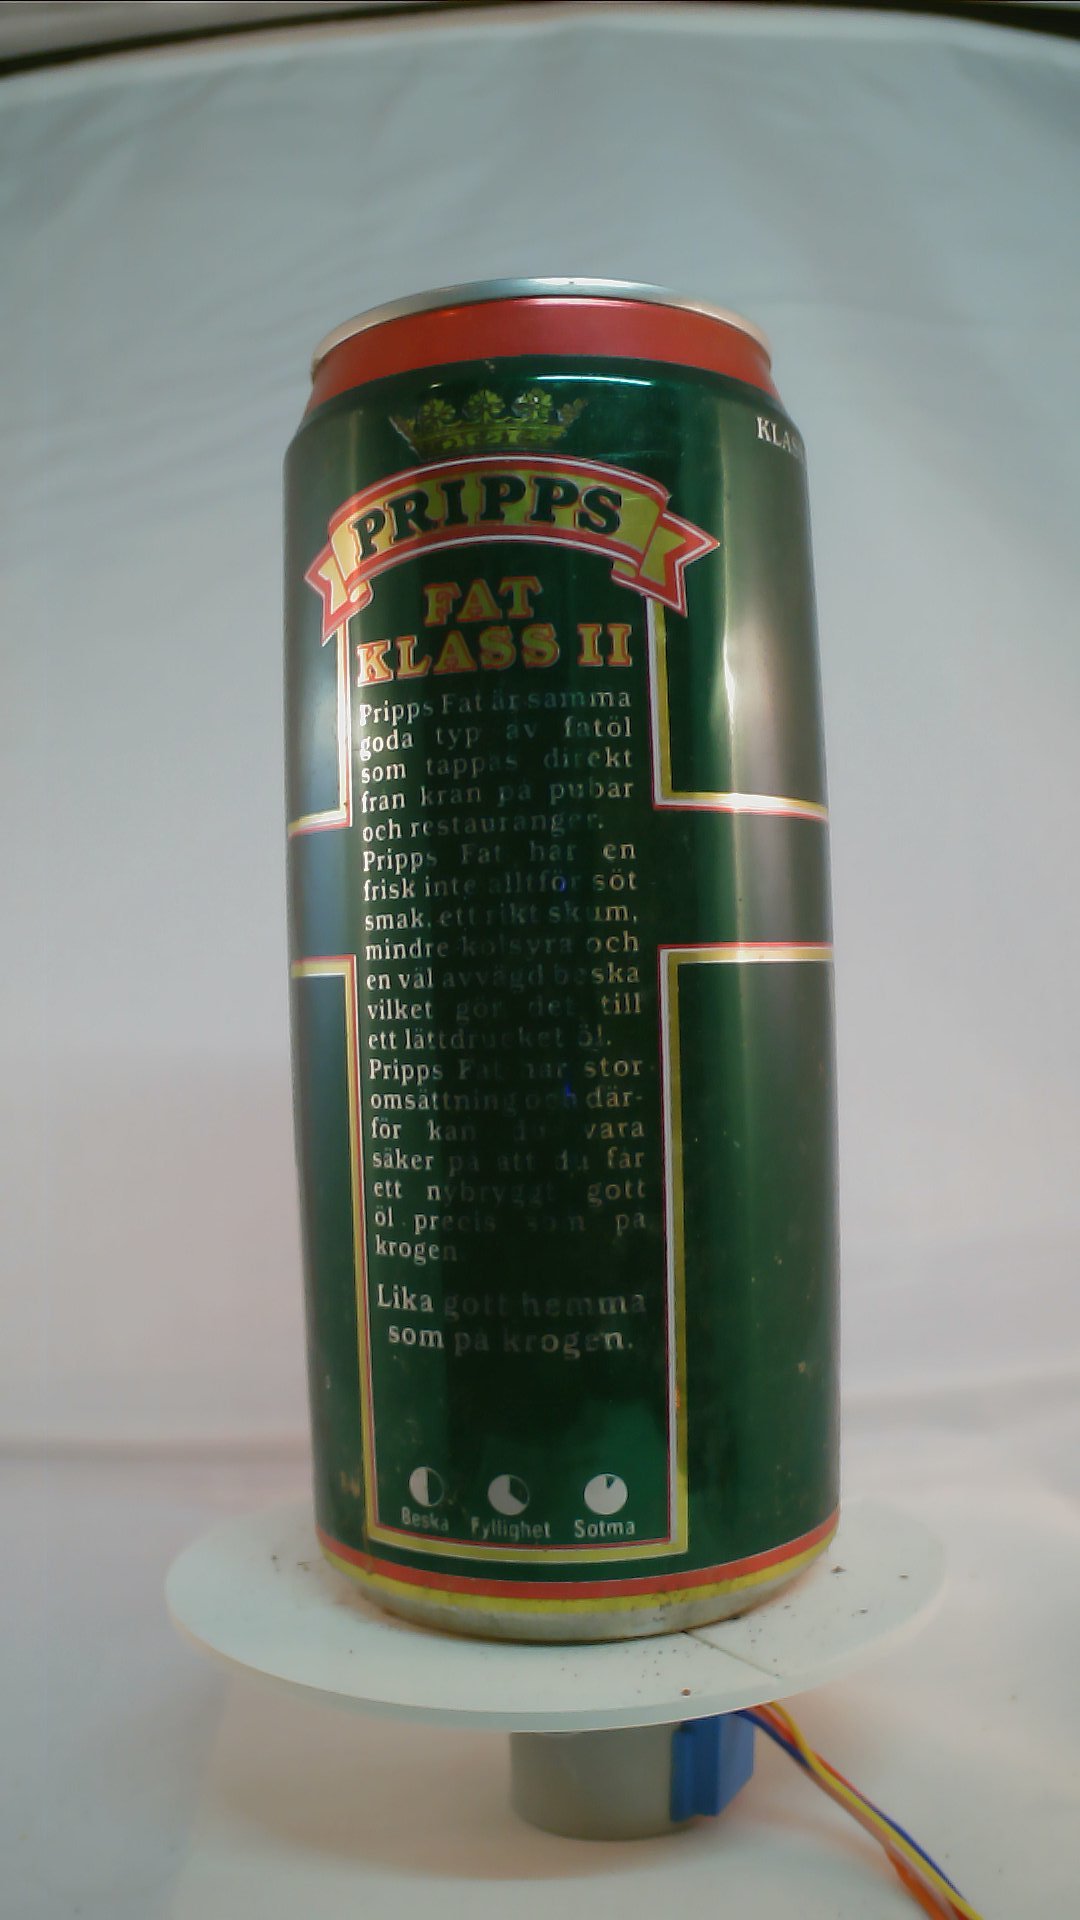 PRIPPS
FAT
KLASS II
Pripps Fat är samma
goda typ av fatöl
som tappas direkt
från kran på pubar
och restauranger.
Pripps Fat har en
frisk inte alltför söt
smak, ett rikt skum,
mindre kolsyra och
en väl avvägd beska
vilket gör det till
ett lättdrucket öl.
Pripps Fat har stor
omsättning och där-
för kan du vara
säker på att du får
ett nybryggt gott
öl precis som på
krogen
Lika gott hemma
som på krogen.
Beska Fyllighet Sötma